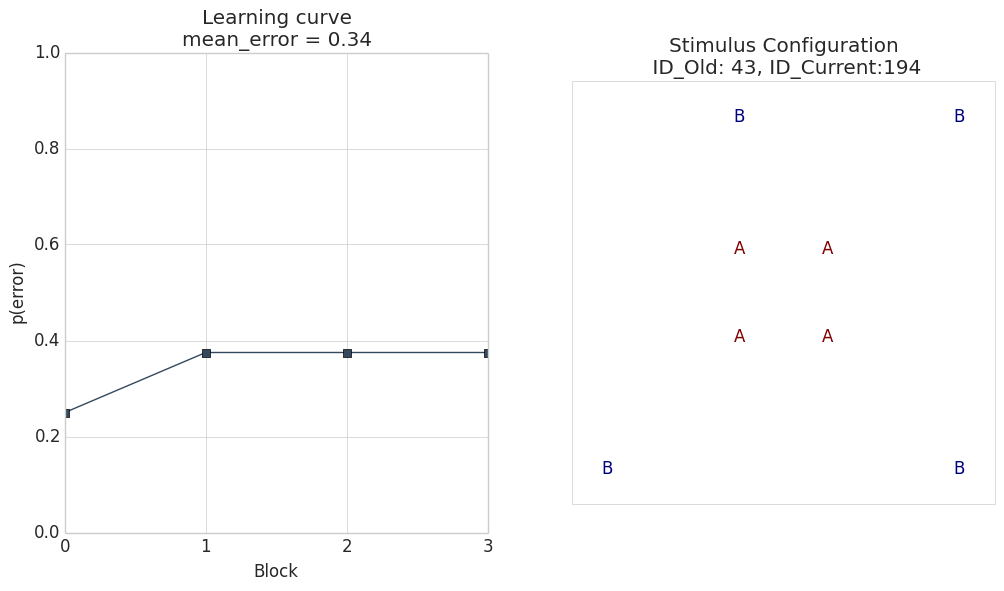 Learning curve
mean_error = 0.34
1.0
0.8
0.6
0.4
0.2
0.0
p(error)
0 1 2 3
Block
Stimulus Configuration
ID_Old: 43, ID_Current:194
B B
A A
A A
B B